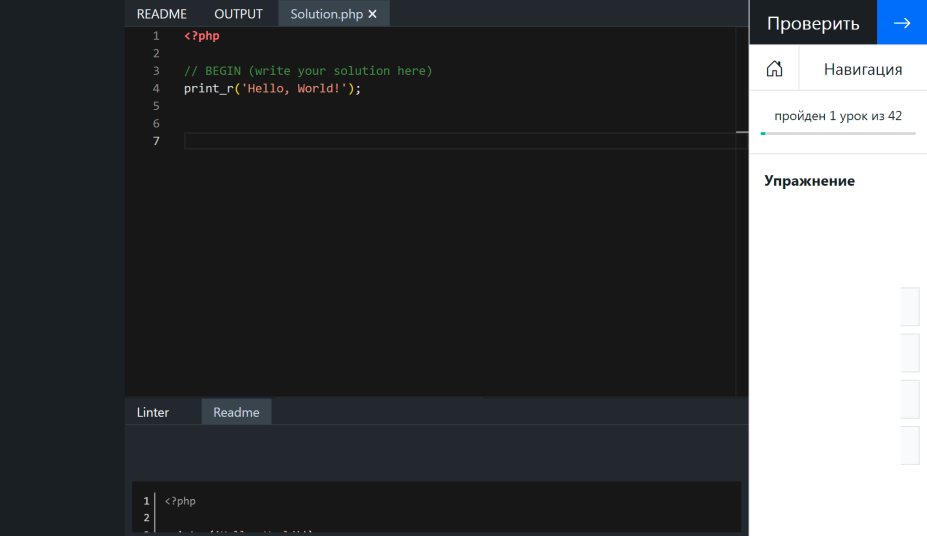 README OUTPUT Solution.php ×
1 <?php
2
3 // BEGIN (write your solution here)
4 print_r('Hello, World!');
5
6
7
Linter Readme
1 <?php
2
Проверить →
Навигация
пройден 1 урок из 42
Упражнение